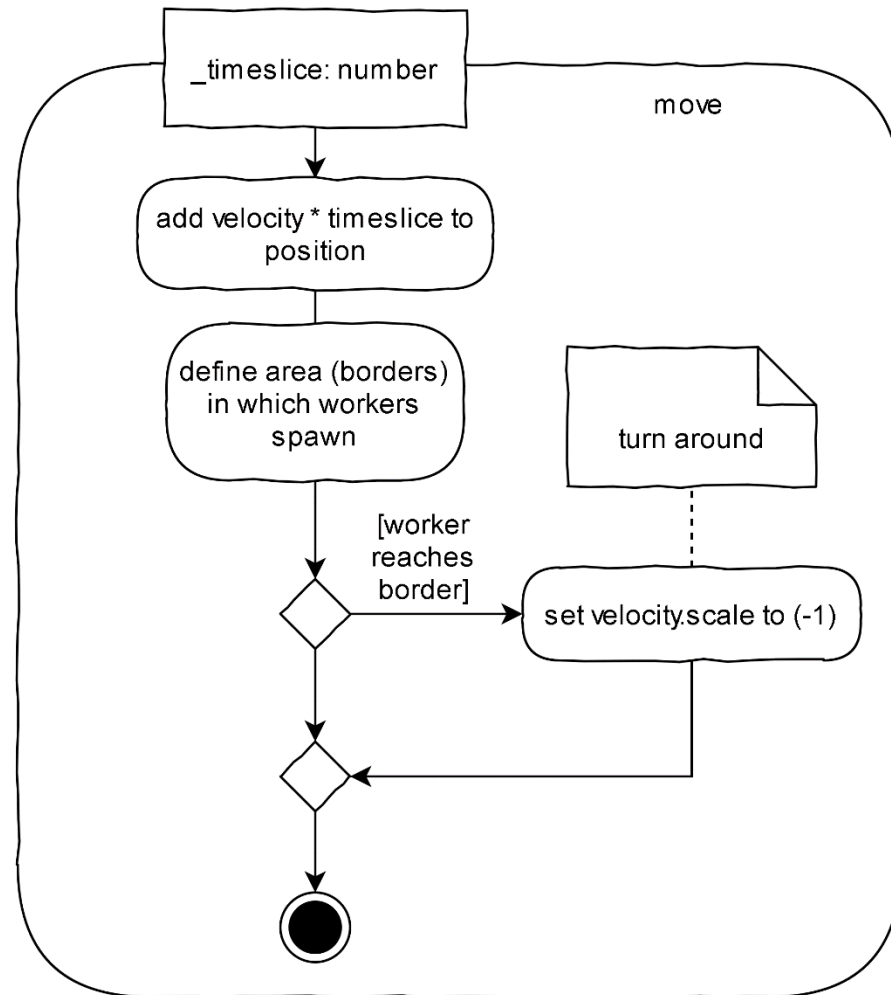 _timeslice: number
move
add velocity * timeslice to
position
define area (borders)
in which workers
spawn
turn around
[worker
reaches
border]
set velocity.scale to (-1)